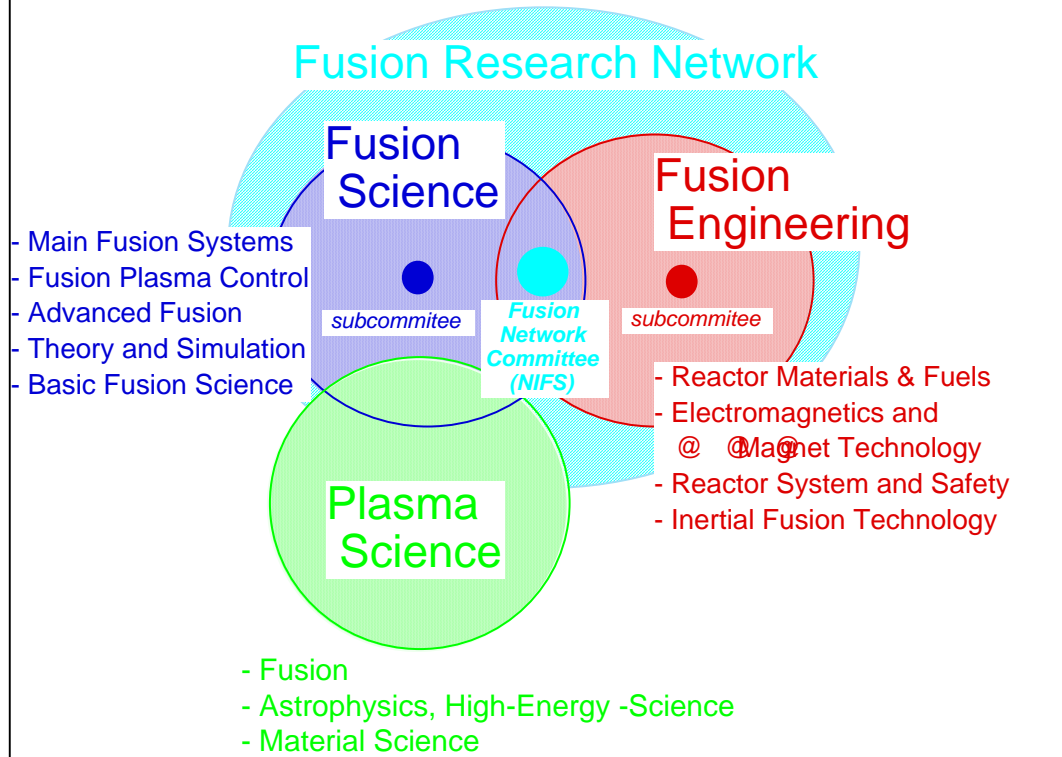 Fusion Research Network
Fusion
Science
Fusion
Engineering
- Main Fusion Systems
- Fusion Plasma Control
- Advanced Fusion
- Theory and Simulation
- Basic Fusion Science
subcommitee
Fusion
Network
Committee
(NIFS)
subcommitee
- Reactor Materials & Fuels
- Electromagnetics and
@ @ @Magnet Technology
- Reactor System and Safety
- Inertial Fusion Technology
Plasma
Science
- Fusion
- Astrophysics, High-Energy -Science
- Material Science